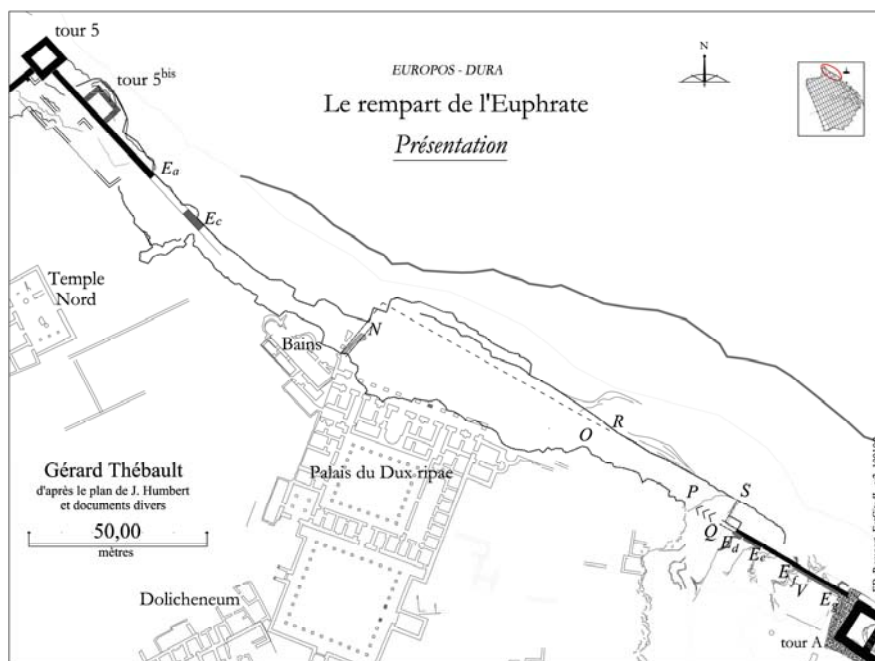 tour 5
tour 5bis
EUROPOS - DURA
N
Le rempart de l'Euphrate
Présentation
Ea
Ec
Temple
Nord
Bains
N
R
O
Gérard Thébault
d'après le plan de J. Humbert
et documents divers
50,00
mètres
Palais du Dux ripae
P
S
Q
Ed
Ee
Ef
V
Dolicheneum
tour A